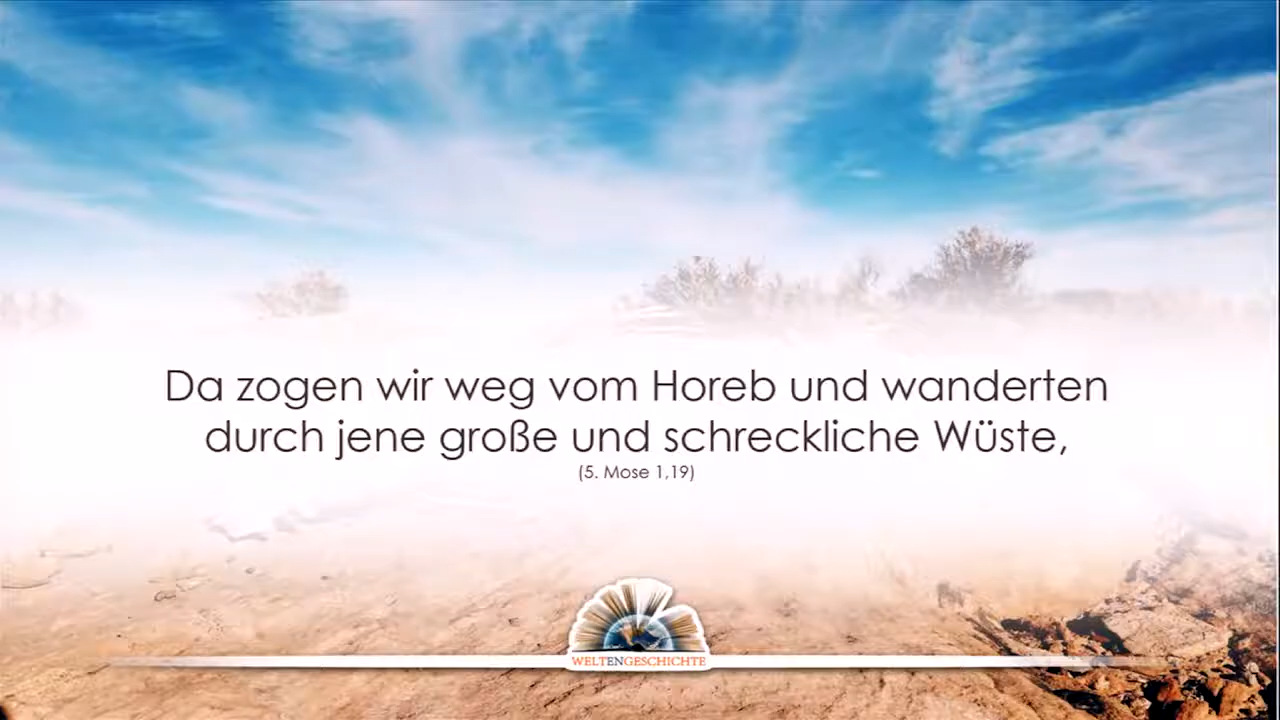 Da zogen wir weg vom Horeb und wanderten
durch jene große und schreckliche Wüste,
(5. Mose 1,19)
WELTENGESCHICHTE